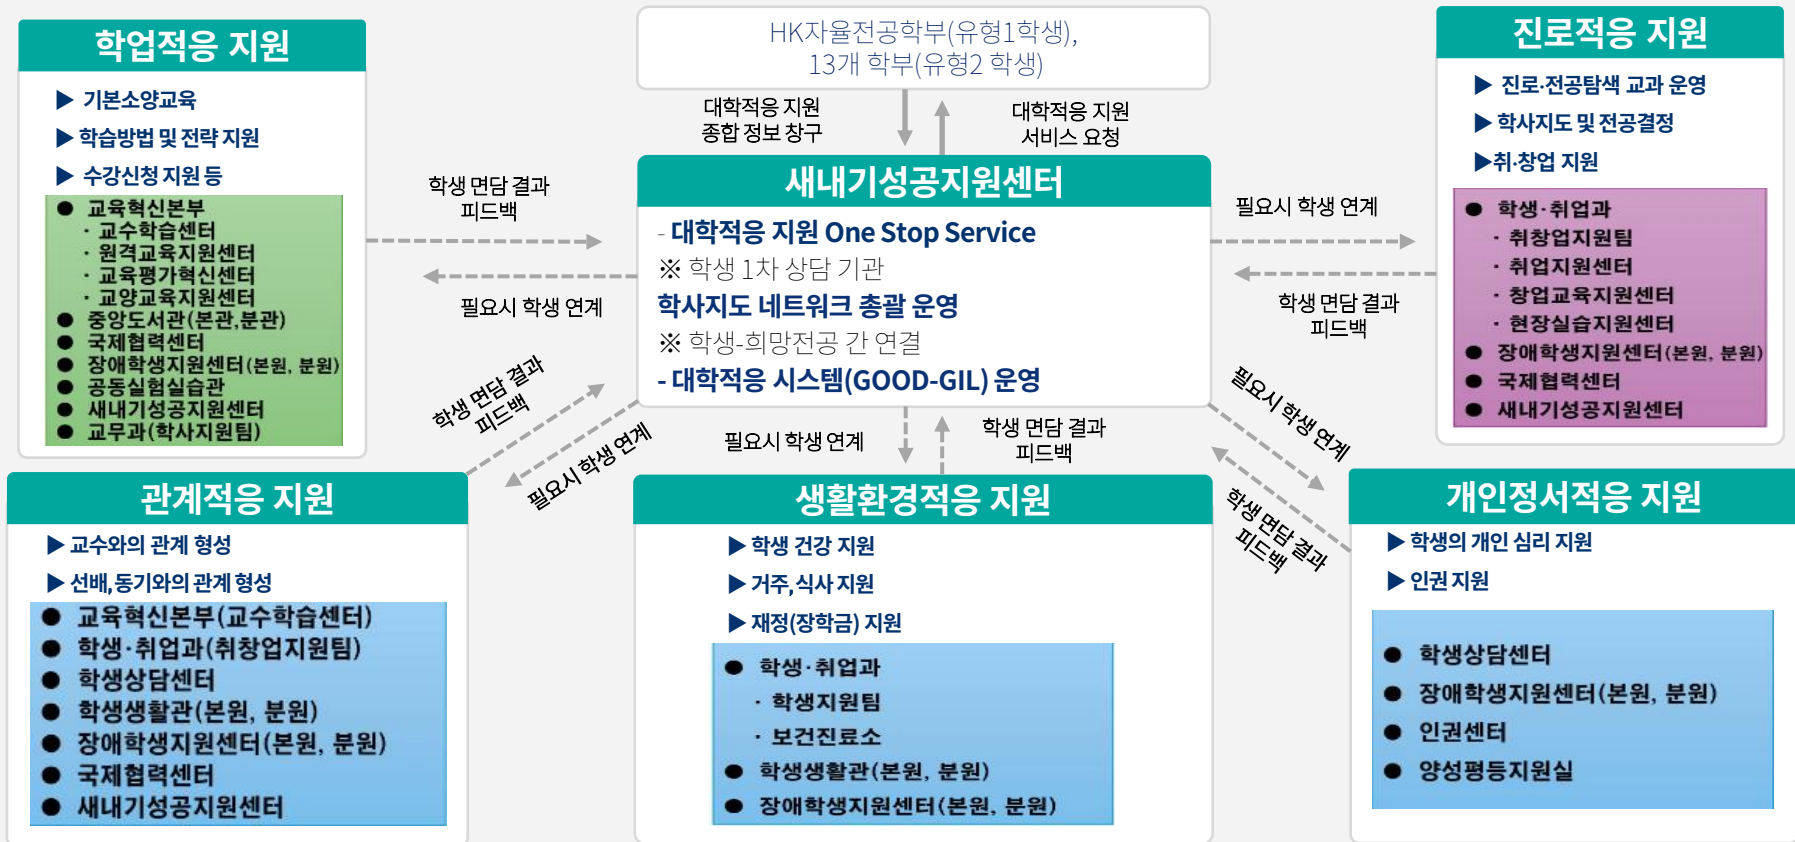 학업적응 지원
▶ 기본소양교육
▶ 학습방법 및 전략 지원
▶ 수강신청 지원 등
● 교육혁신본부
· 교수학습센터
· 원격교육지원센터
· 교육평가혁신센터
· 교양교육지원센터
● 중앙도서관(본관,분관)
● 국제협력센터
● 장애학생지원센터(본원, 분원)
● 공동실험실습관
● 새내기성공지원센터
● 교무과(학사지원팀)
HK자율전공학부(유형1학생),
13개 학부(유형2 학생)
대학적응 지원
종합 정보 창구
대학적응 지원
서비스 요청
새내기성공지원센터
- 대학적응 지원 One Stop Service
※ 학생 1차 상담 기관
학사지도 네트워크 총괄 운영
※ 학생-희망전공 간 연결
- 대학적응 시스템(GOOD-GIL) 운영
진로적응 지원
▶ 진로·전공탐색 교과 운영
▶ 학사지도 및 전공결정
▶취·창업 지원
● 학생·취업과
· 취창업지원팀
· 취업지원센터
· 창업교육지원센터
· 현장실습지원센터
● 장애학생지원센터(본원, 분원)
● 국제협력센터
● 새내기성공지원센터
학생 면담 결과
피드백
필요시 학생 연계
필요시 학생 연계
학생 면담 결과
피드백
학생 면담 결과
피드백
필요시 학생 연계
필요시 학생 연계
학생 면담 결과
피드백
필요시 학생 연계
학생 면담 결과
피드백
관계적응 지원
▶ 교수와의 관계 형성
▶ 선배,동기와의 관계 형성
● 교육혁신본부(교수학습센터)
● 학생·취업과(취창업지원팀)
● 학생상담센터
● 학생생활관(본원, 분원)
● 장애학생지원센터(본원, 분원)
● 국제협력센터
● 새내기성공지원센터
생활환경적응 지원
▶ 학생 건강 지원
▶ 거주,식사 지원
▶ 재정(장학금) 지원
● 학생·취업과
· 학생지원팀
· 보건진료소
● 학생생활관(본원, 분원)
● 장애학생지원센터(본원, 분원)
개인정서적응 지원
▶ 학생의 개인 심리 지원
▶ 인권 지원
● 학생상담센터
● 장애학생지원센터(본원, 분원)
● 인권센터
● 양성평등지원실